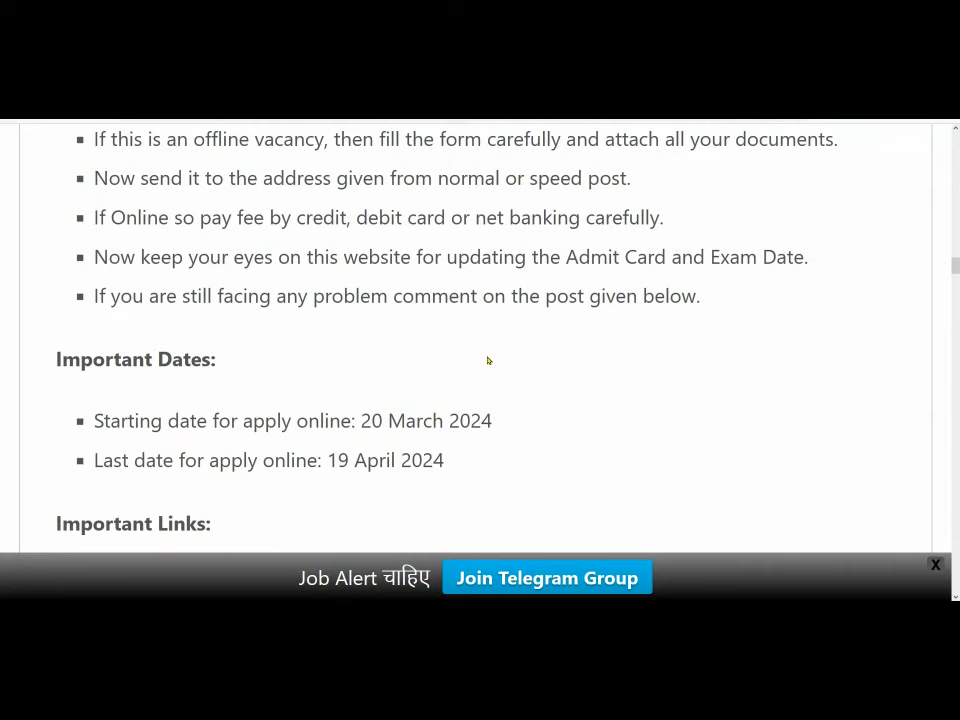 If this is an offline vacancy, then fill the form carefully and attach all your documents.
Now send it to the address given from normal or speed post.
If Online so pay fee by credit, debit card or net banking carefully.
Now keep your eyes on this website for updating the Admit Card and Exam Date.
If you are still facing any problem comment on the post given below.
Important Dates:
Starting date for apply online: 20 March 2024
Last date for apply online: 19 April 2024
Important Links:
Job Alert चाहिए Join Telegram Group X